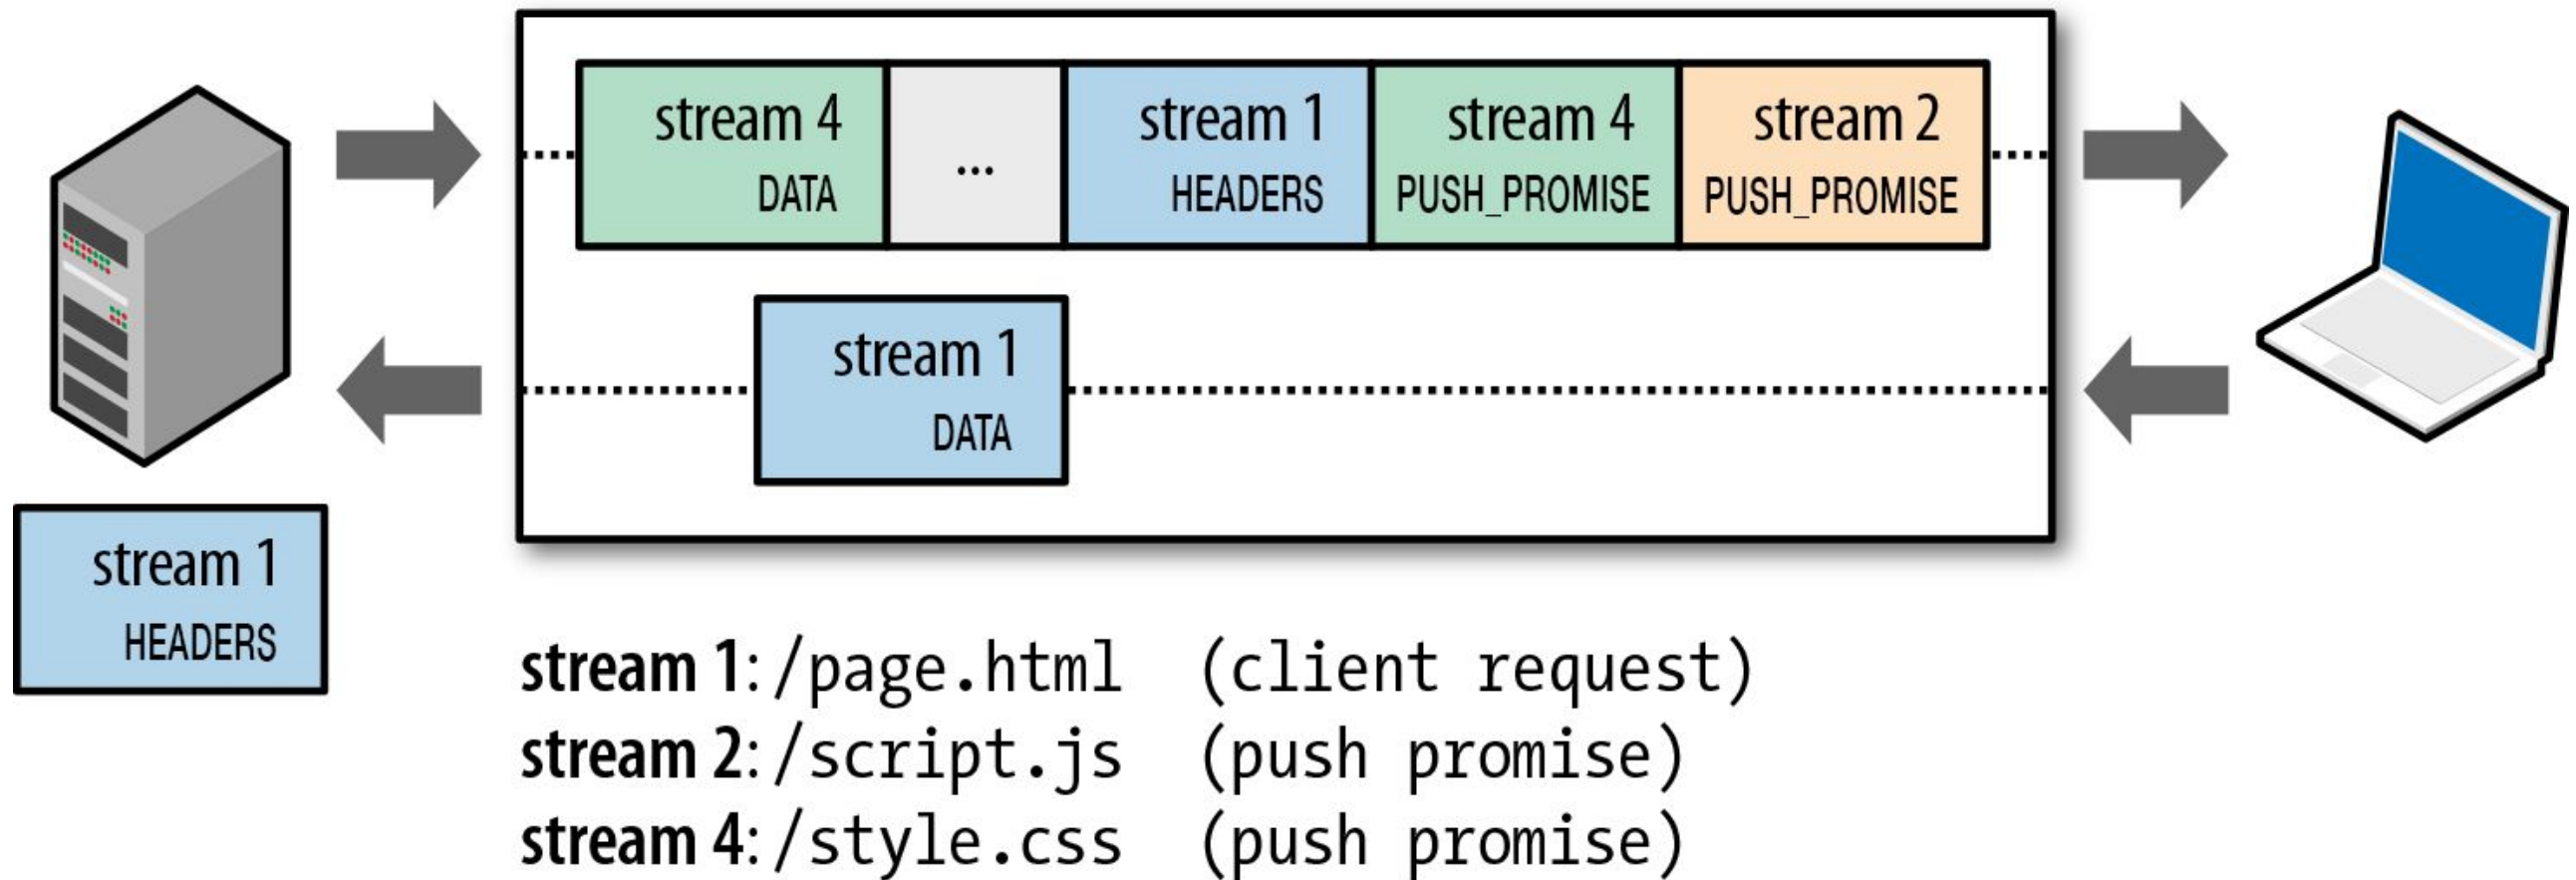 stream 4
DATA
...
stream 1
HEADERS
stream 4
PUSH_PROMISE
stream 2
PUSH_PROMISE
stream 1
DATA
stream 1
HEADERS
stream 1: /page.html (client request)
stream 2: /script.js (push promise)
stream 4: /style.css (push promise)